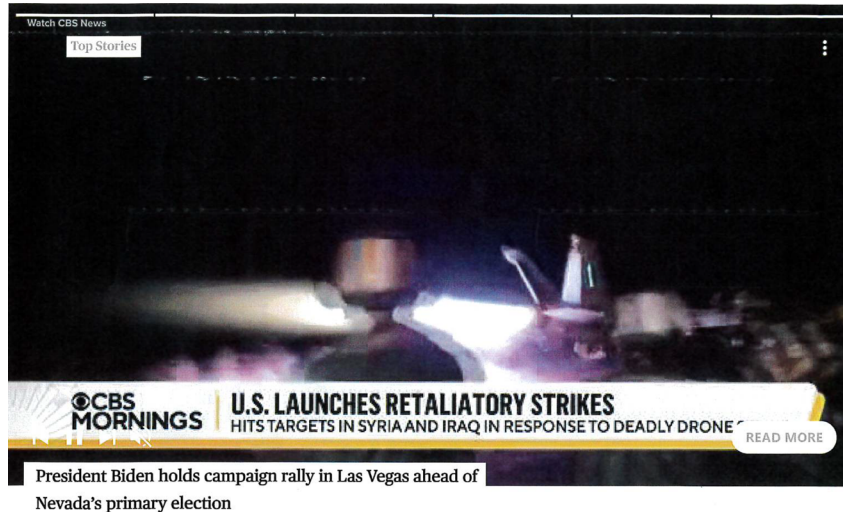 Watch CBS News
Top Stories
CBS
MORNINGS
U.S. LAUNCHES RETALIATORY STRIKES
HITS TARGETS IN SYRIA AND IRAQ IN RESPONSE TO DEADLY DRONE
READ MORE
President Biden holds campaign rally in Las Vegas ahead of
Nevada's primary election